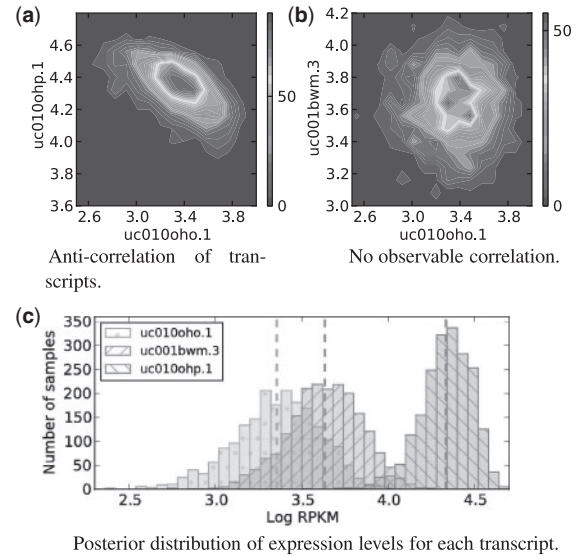 (a)
4.6
4.4
4.2
4.0
3.8
3.6
uc010ohp.1
2.6 3.0 3.4 3.8
uc010oho.1
50
0
Anti-correlation of tran-
scripts.
(b)
4.2
4.0
3.8
3.6
3.4
3.2
3.0
uc001bwm.3
2.6 3.0 3.4 3.8
uc010oho.1
50
0
No observable correlation.
(c)
350
300
250
200
150
100
50
0
Number of samples
uc010oho.1
uc001bwm.3
uc010ohp.1
2.5 3.0 3.5 4.0 4.5
Log RPKM
Posterior distribution of expression levels for each transcript.